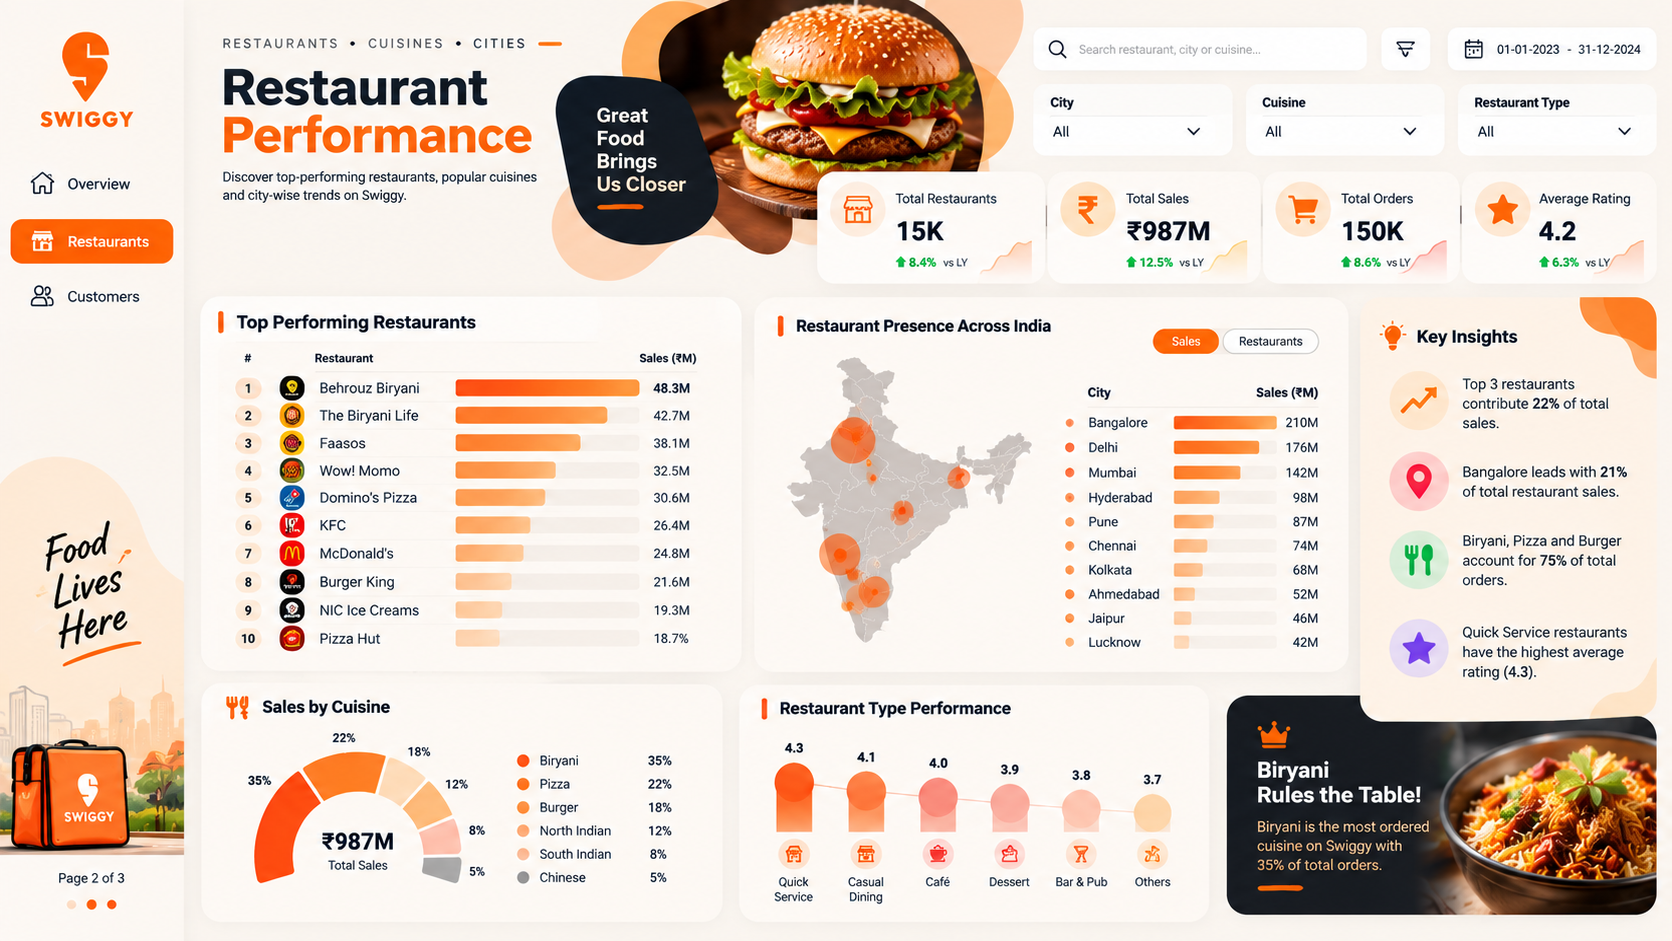 SWIGGY
Overview
Restaurants
Customers
Food
Lives
Here
SWIGGY
Page 2 of 3
RESTAURANTS • CUISINES • CITIES
Restaurant
Performance
Discover top-performing restaurants, popular cuisines
and city-wise trends on Swiggy.
Great
Food
Brings
Us Closer
Search restaurant, city or cuisine...
01-01-2023 - 31-12-2024
City
All
Cuisine
All
Restaurant Type
All
Total Restaurants
15K
8.4% vs LY
Total Sales
₹987M
12.5% vs LY
Total Orders
150K
8.6% vs LY
Average Rating
4.2
6.3% vs LY
Top Performing Restaurants
# Restaurant Sales (₹M)
1 Behrouz Biryani 48.3M
2 The Biryani Life 42.7M
3 Faasos 38.1M
4 Wow! Momo 32.5M
5 Domino's Pizza 30.6M
6 KFC 26.4M
7 McDonald's 24.8M
8 Burger King 21.6M
9 NIC Ice Creams 19.3M
10 Pizza Hut 18.7%
Restaurant Presence Across India
Sales Restaurants
City Sales (₹M)
Bangalore 210M
Delhi 176M
Mumbai 142M
Hyderabad 98M
Pune 87M
Chennai 74M
Kolkata 68M
Ahmedabad 52M
Jaipur 46M
Lucknow 42M
Key Insights
Top 3 restaurants
contribute 22% of total
sales.
Bangalore leads with 21%
of total restaurant sales.
Biryani, Pizza and Burger
account for 75% of total
orders.
Quick Service restaurants
have the highest average
rating (4.3).
Sales by Cuisine
35%
22%
18%
12%
8%
5%
₹987M
Total Sales
Biryani 35%
Pizza 22%
Burger 18%
North Indian 12%
South Indian 8%
Chinese 5%
Restaurant Type Performance
4.3
4.1
4.0
3.9
3.8
3.7
Quick
Service
Casual
Dining
Café
Dessert
Bar & Pub
Others
Biryani
Rules the Table!
Biryani is the most ordered
cuisine on Swiggy with
35% of total orders.